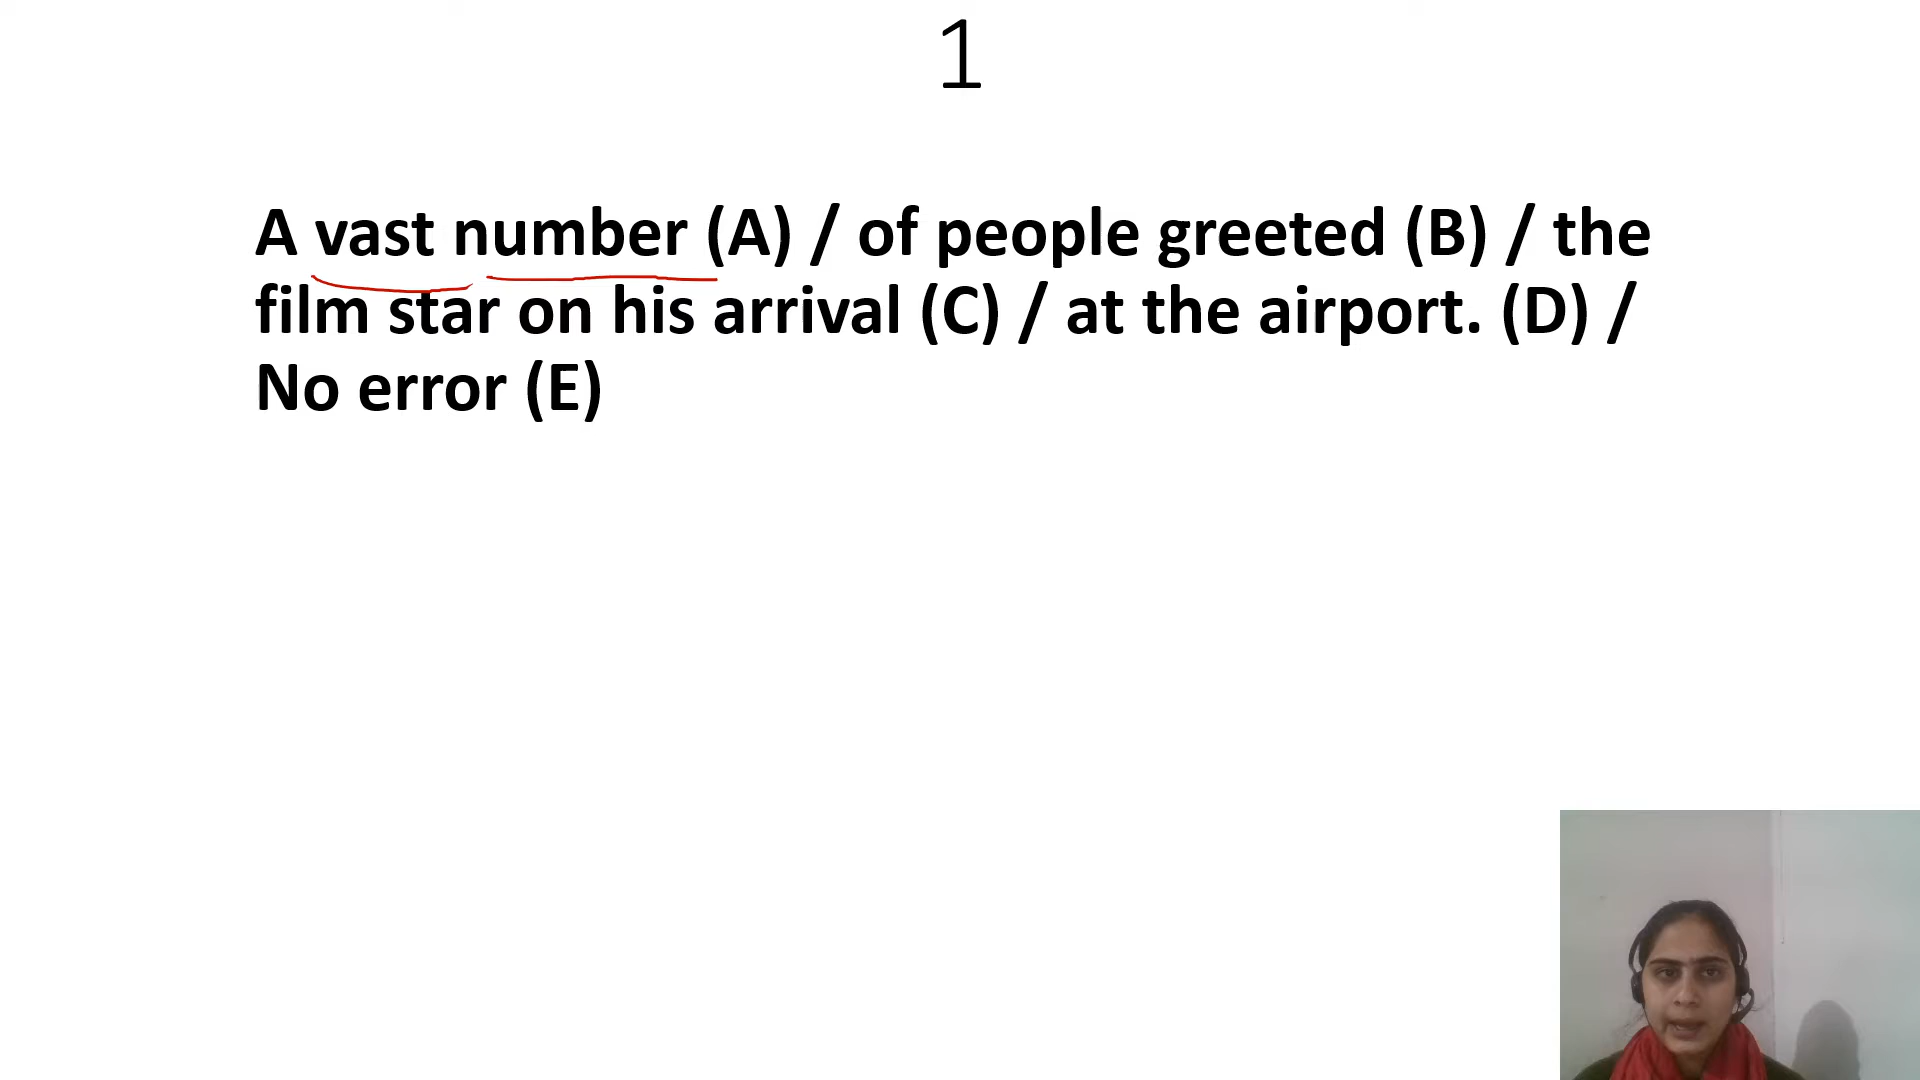 1
A vast number (A) / of people greeted (B) / the
film star on his arrival (C) / at the airport. (D) /
No error (E)